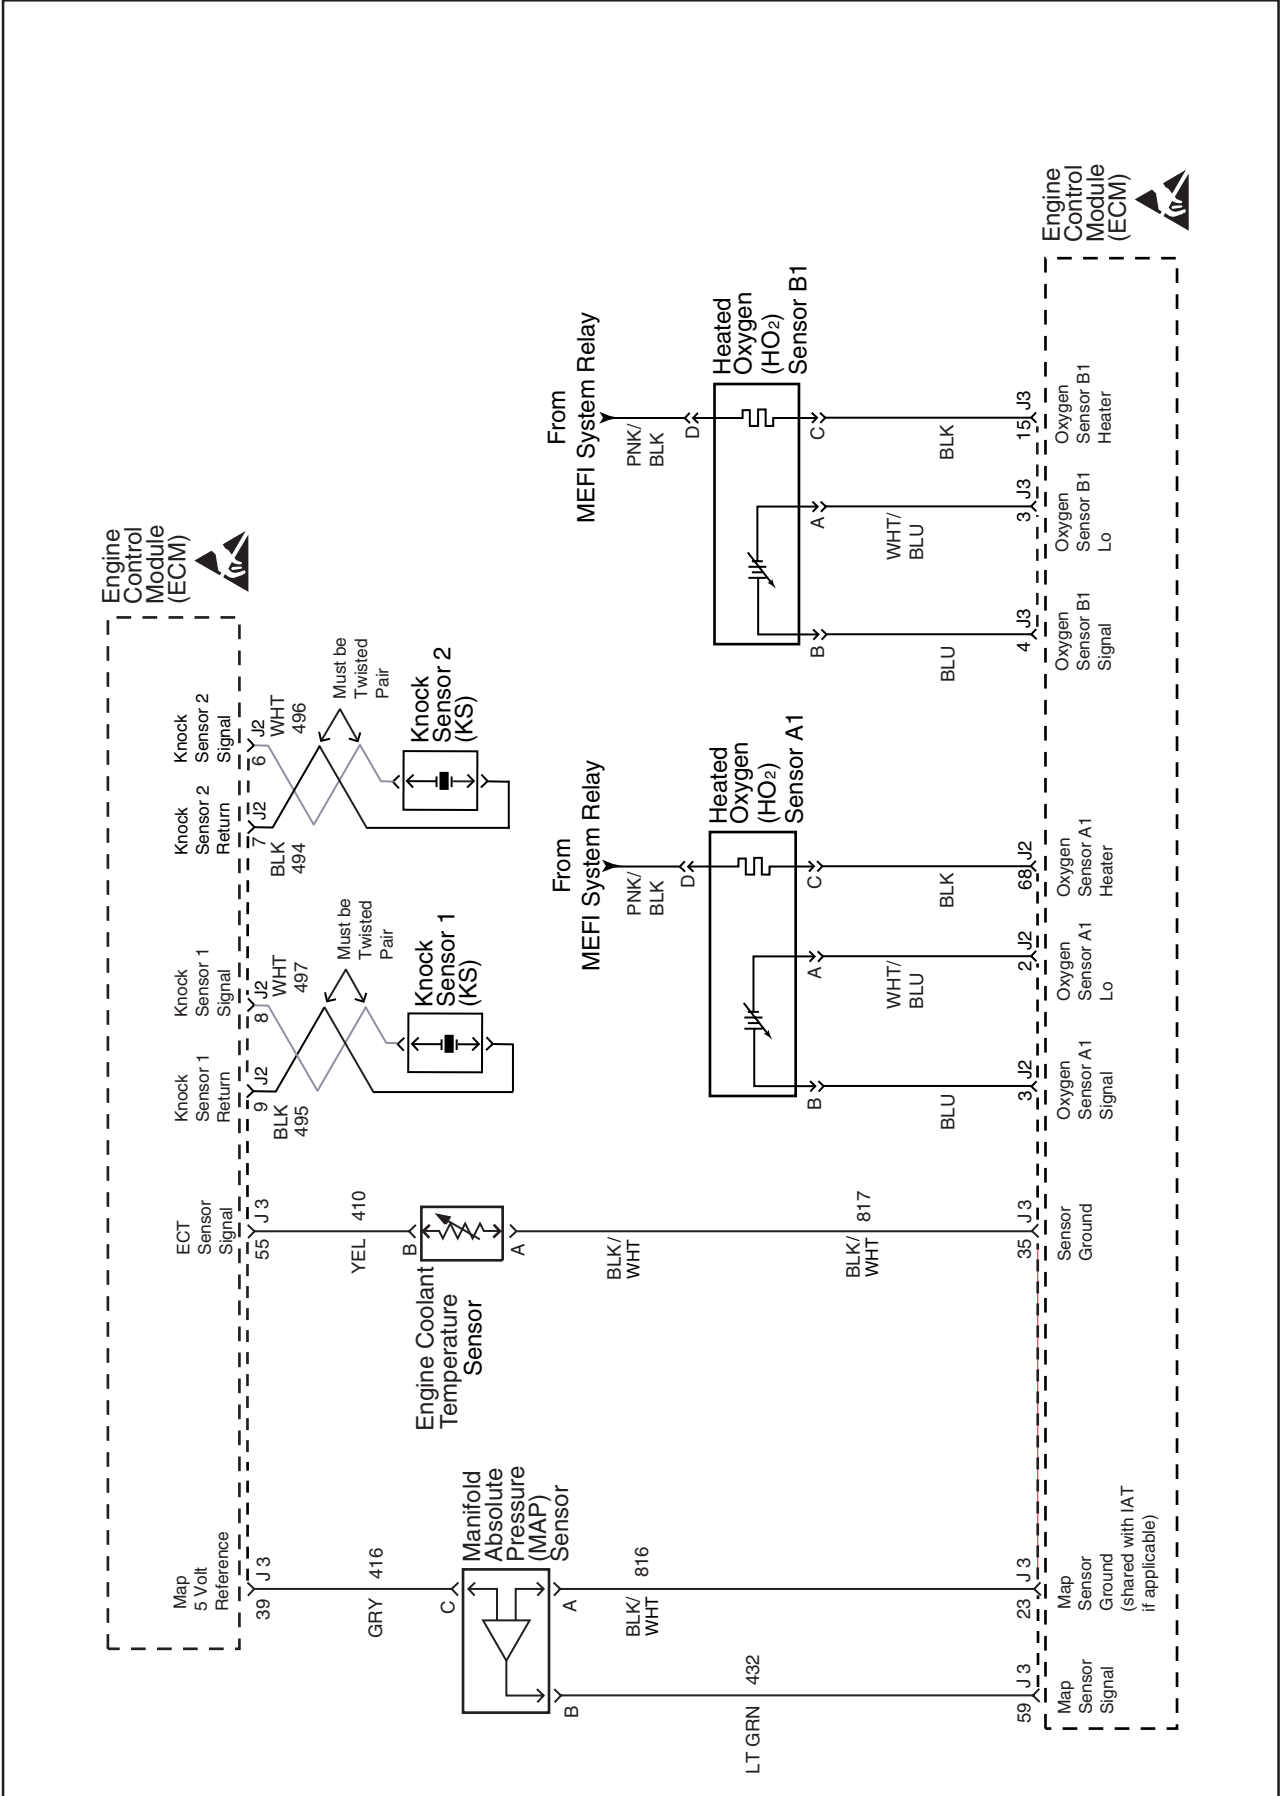 Engine
Control
Module
(ECM)
Map
5 Volt
Reference
39
J 3
GRY
416
C
Manifold
Absolute
Pressure
(MAP)
Sensor
A
B
BLK/
WHT
816
LT GRN
432
59
J 3
Map
Sensor
Signal
23
J 3
Map
Sensor
Ground
(shared with IAT
if applicable)
ECT
Sensor
Signal
55
J 3
YEL
410
B
Engine Coolant
Temperature
Sensor
A
BLK/
WHT
BLK/
WHT
817
35
J 3
Sensor
Ground
Knock
Sensor 1
Return
9
J2
BLK
495
Knock
Sensor 1
Signal
8
J2
WHT
497
Must be
Twisted
Pair
Knock
Sensor 1
(KS)
Knock
Sensor 2
Return
7
J2
BLK
494
Knock
Sensor 2
Signal
6
J2
WHT
496
Must be
Twisted
Pair
Knock
Sensor 2
(KS)
From
MEFI System Relay
PNK/
BLK
D
Heated
Oxygen
(HO2)
Sensor A1
B
A
C
BLU
WHT/
BLU
BLK
3
J2
Oxygen
Sensor A1
Signal
2
J2
Oxygen
Sensor A1
Lo
68
J2
Oxygen
Sensor A1
Heater
From
MEFI System Relay
PNK/
BLK
D
Heated
Oxygen
(HO2)
Sensor B1
B
A
C
BLU
WHT/
BLU
BLK
4
J3
Oxygen
Sensor B1
Signal
3
J3
Oxygen
Sensor B1
Lo
15
J3
Oxygen
Sensor B1
Heater
Engine
Control
Module
(ECM)